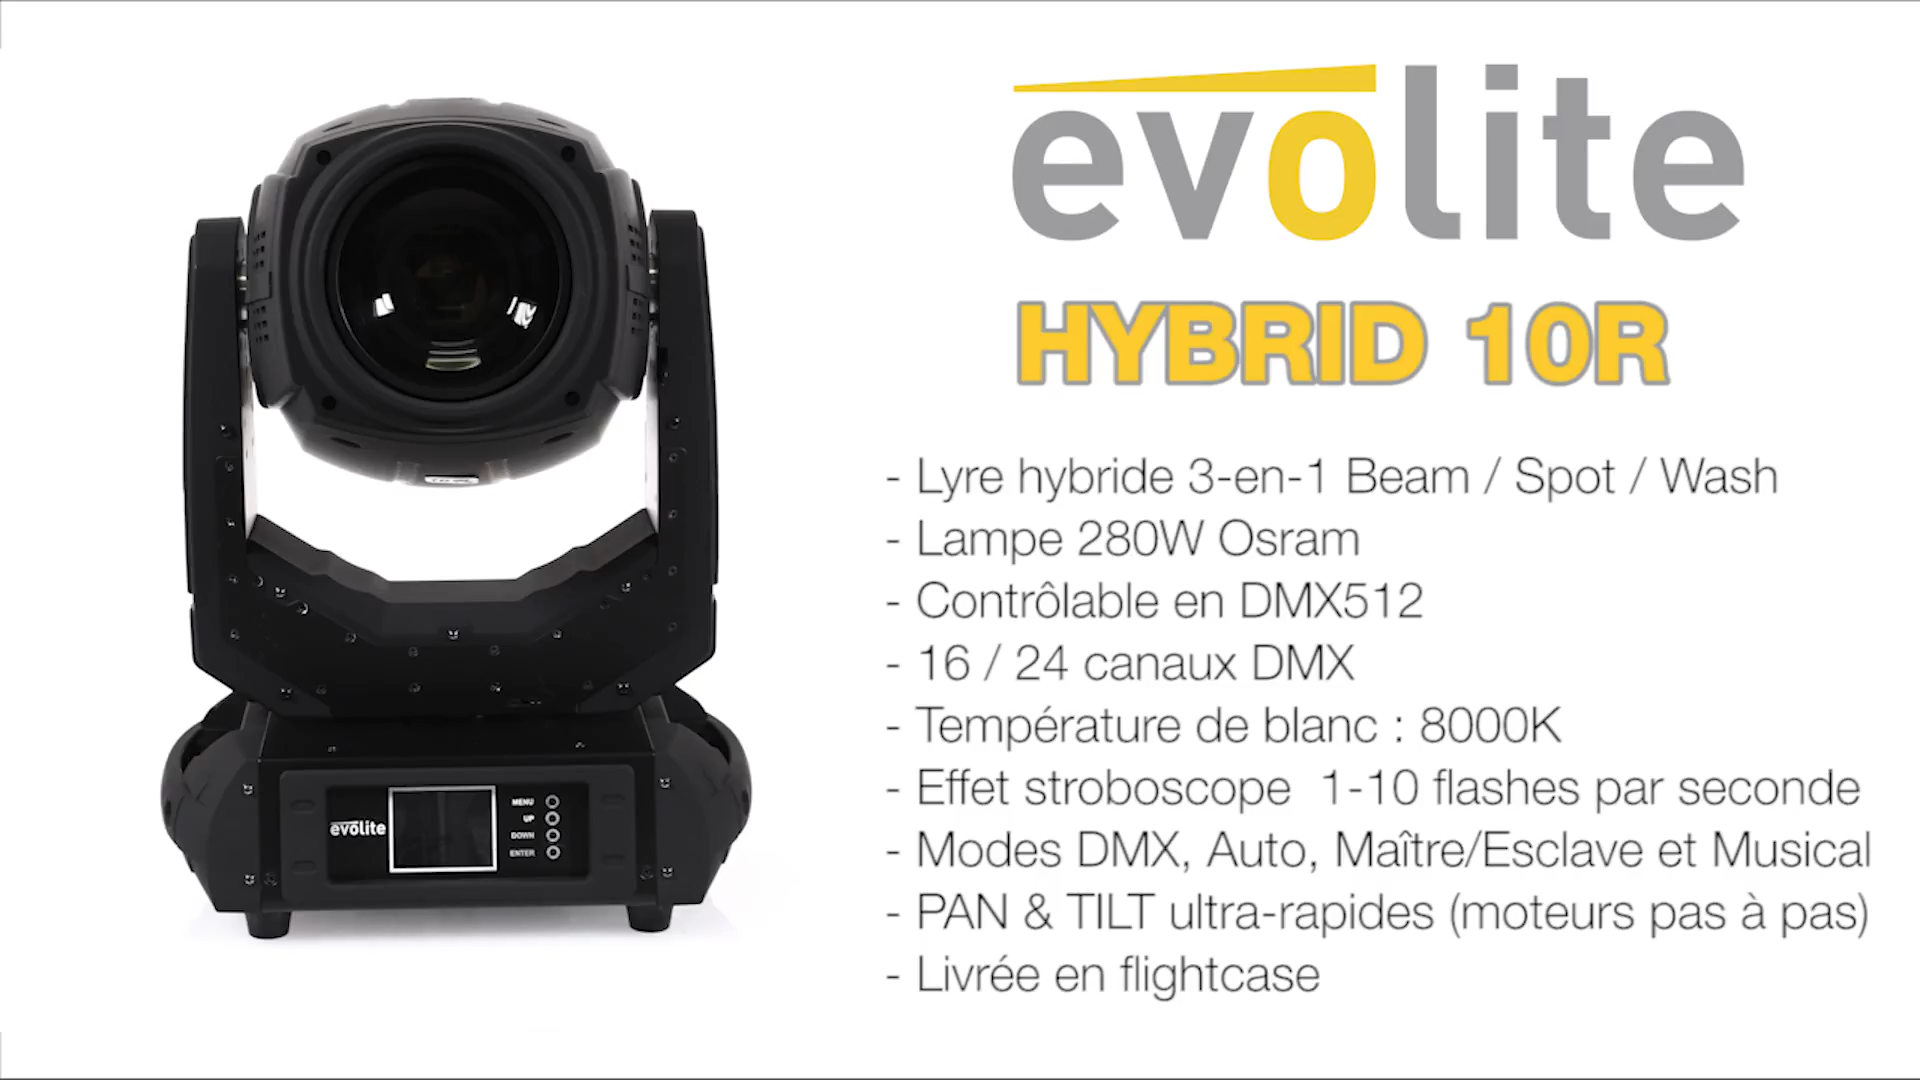 evolite
HYBRID 10R
- Lyre hybride 3-en-1 Beam / Spot / Wash
- Lampe 280W Osram
- Contrôlable en DMX512
- 16 / 24 canaux DMX
- Température de blanc : 8000K
- Effet stroboscope 1-10 flashes par seconde
- Modes DMX, Auto, Maître/Esclave et Musical
- PAN & TILT ultra-rapides (moteurs pas à pas)
- Livrée en flightcase
evolite
MENU
UP
DOWN
ENTER